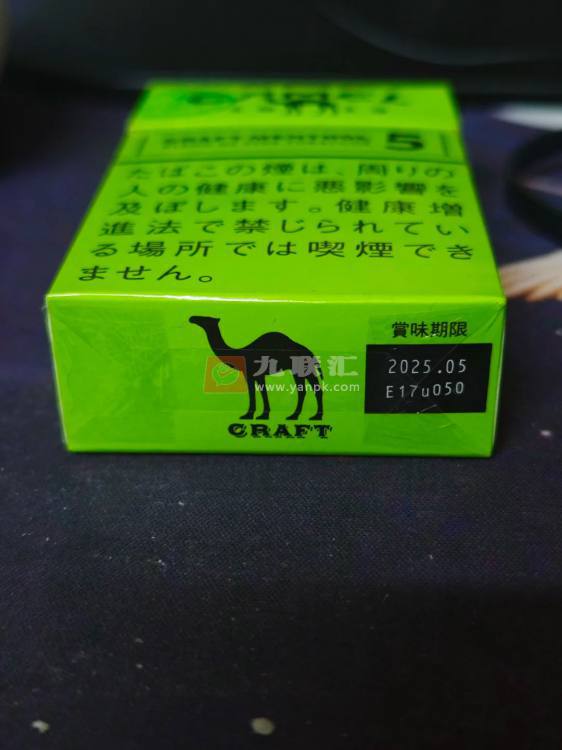 CAMEL
CRAFT MENTHOL 5
たばこの煙は、周りの
人の健康に悪影響を
及ぼします。健康増
進法で禁じられてい
る場所では喫煙でき
ません。
賞味期限
2025.05
E17u050
九联汇
www.yanpk.com
CRAFT